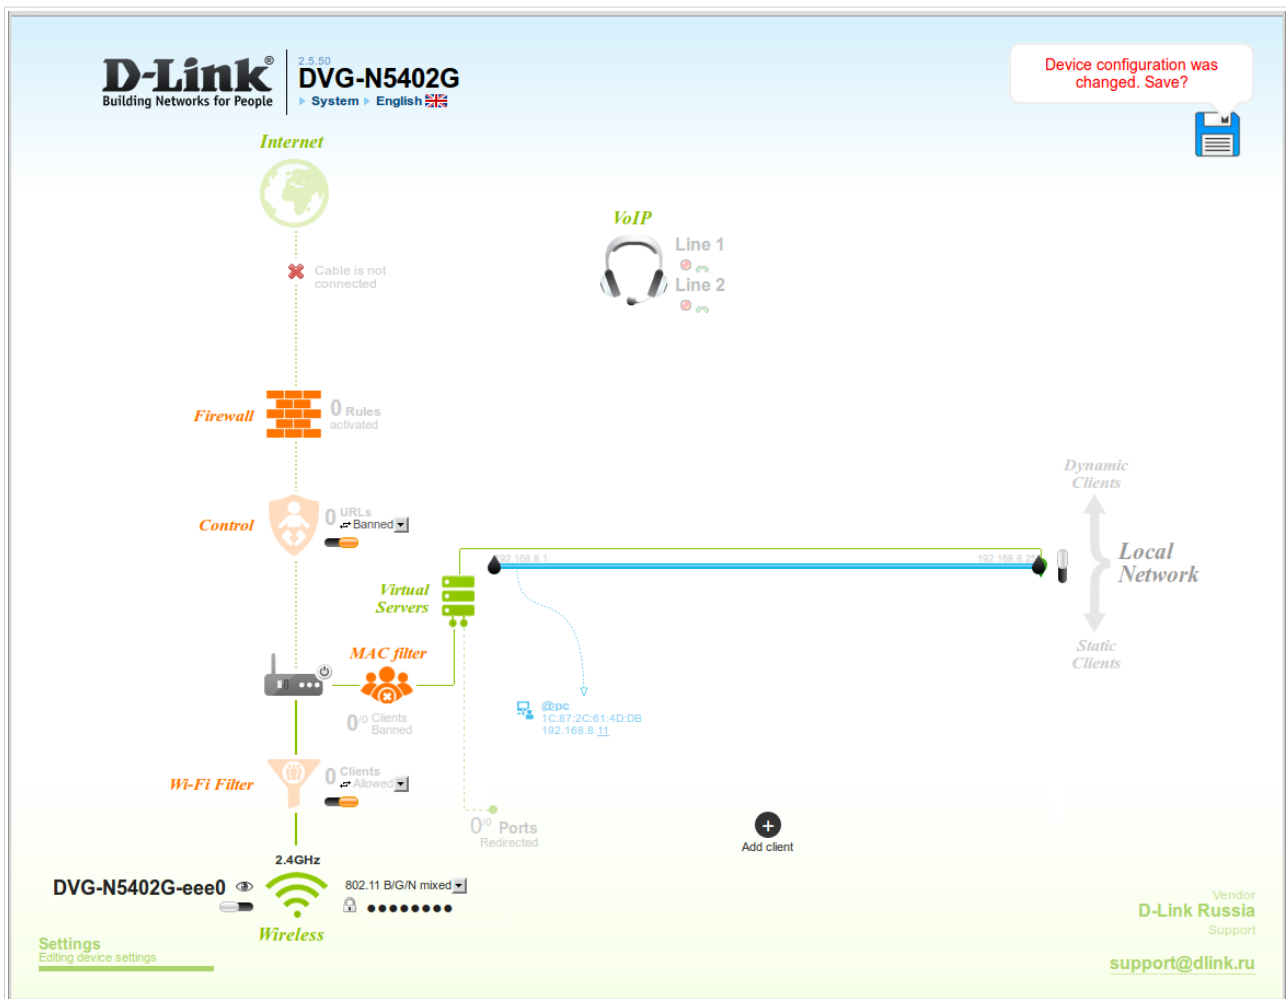 D-Link®
Building Networks for People
2.5.50
DVG-N5402G
System English
Device configuration was
changed. Save?
Internet
Cable is not
connected
VoIP
Line 1
Line 2
Firewall
0 Rules
activated
Control
0 URLs
Banned
Dynamic
Clients
Local
Network
Static
Clients
192.168.8.1
Virtual
Servers
MAC filter
0/0 Clients
Banned
@pc
1C:87:2C:61:4D:DB
192.168.8.11
Wi-Fi Filter
0 Clients
Allowed
0/0 Ports
Redirected
Add client
2.4GHz
DVG-N5402G-eee0
802.11 B/G/N mixed
●●●●●●●●
Wireless
Settings
Editing device settings
Vendor
D-Link Russia
Support
support@dlink.ru